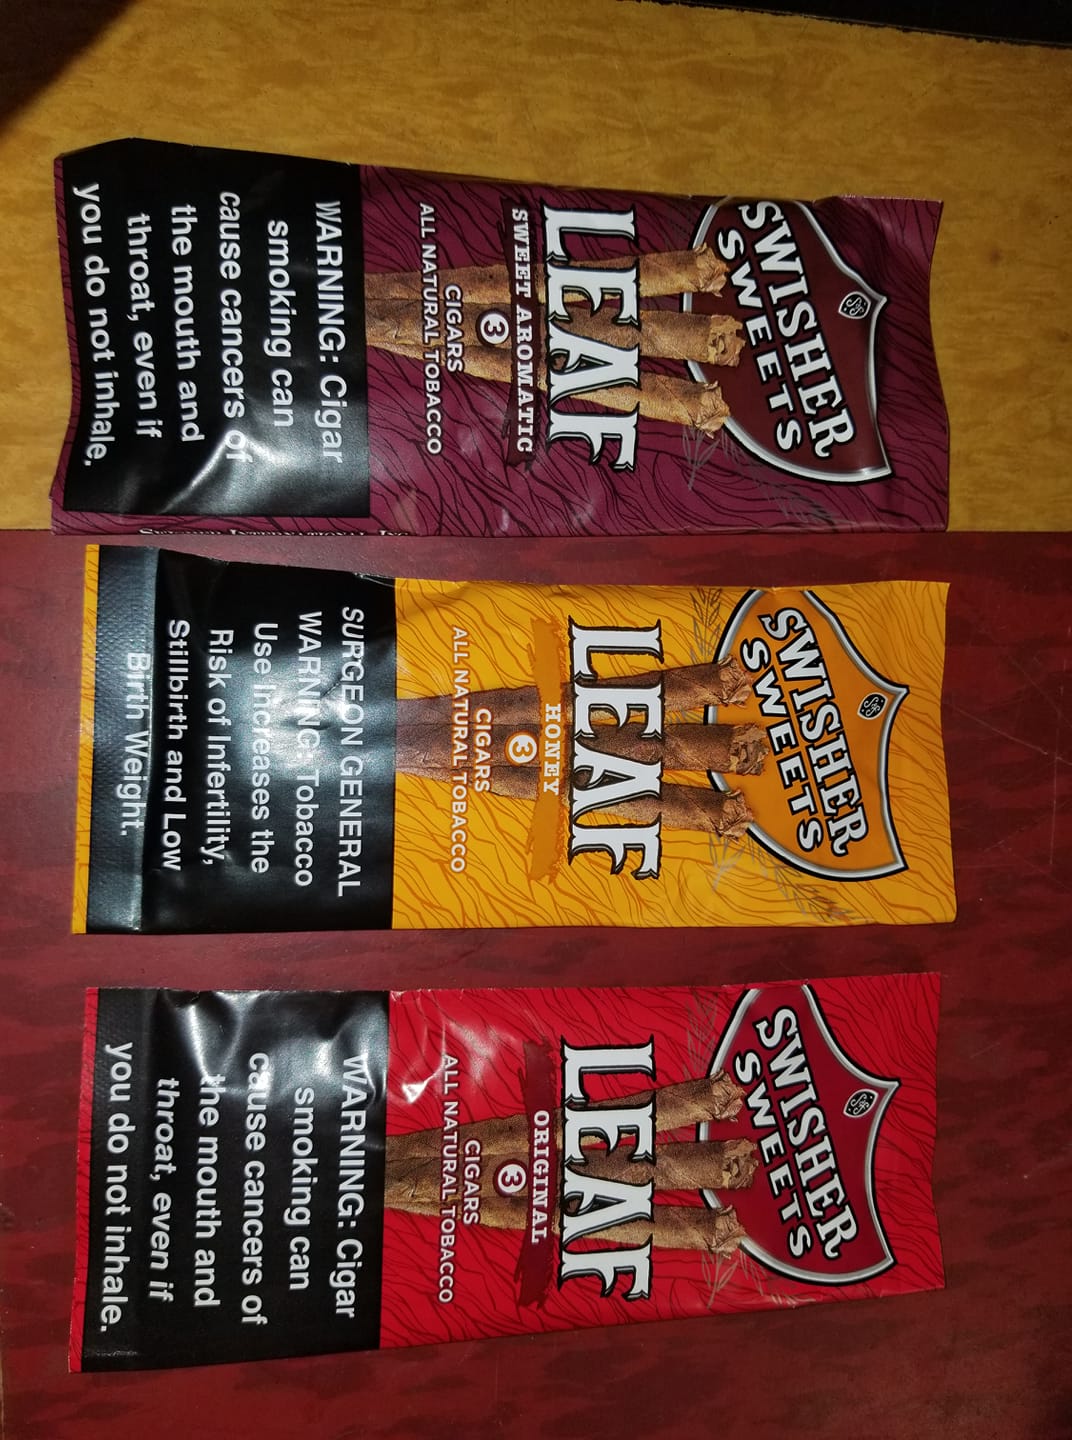 SWISHER
SWEETS
LEAF
SWEET AROMATIC
3
CIGARS
ALL NATURAL TOBACCO
WARNING: Cigar
smoking can
cause cancers of
the mouth and
throat, even if
you do not inhale.
SWISHER INTERNATIONAL, INC.
SWISHER
SWEETS
LEAF
HONEY
3
CIGARS
ALL NATURAL TOBACCO
SURGEON GENERAL
WARNING: Tobacco
Use Increases the
Risk of Infertility,
Stillbirth and Low
Birth Weight.
SWISHER
SWEETS
LEAF
ORIGINAL
3
CIGARS
ALL NATURAL TOBACCO
WARNING: Cigar
smoking can
cause cancers of
the mouth and
throat, even if
you do not inhale.